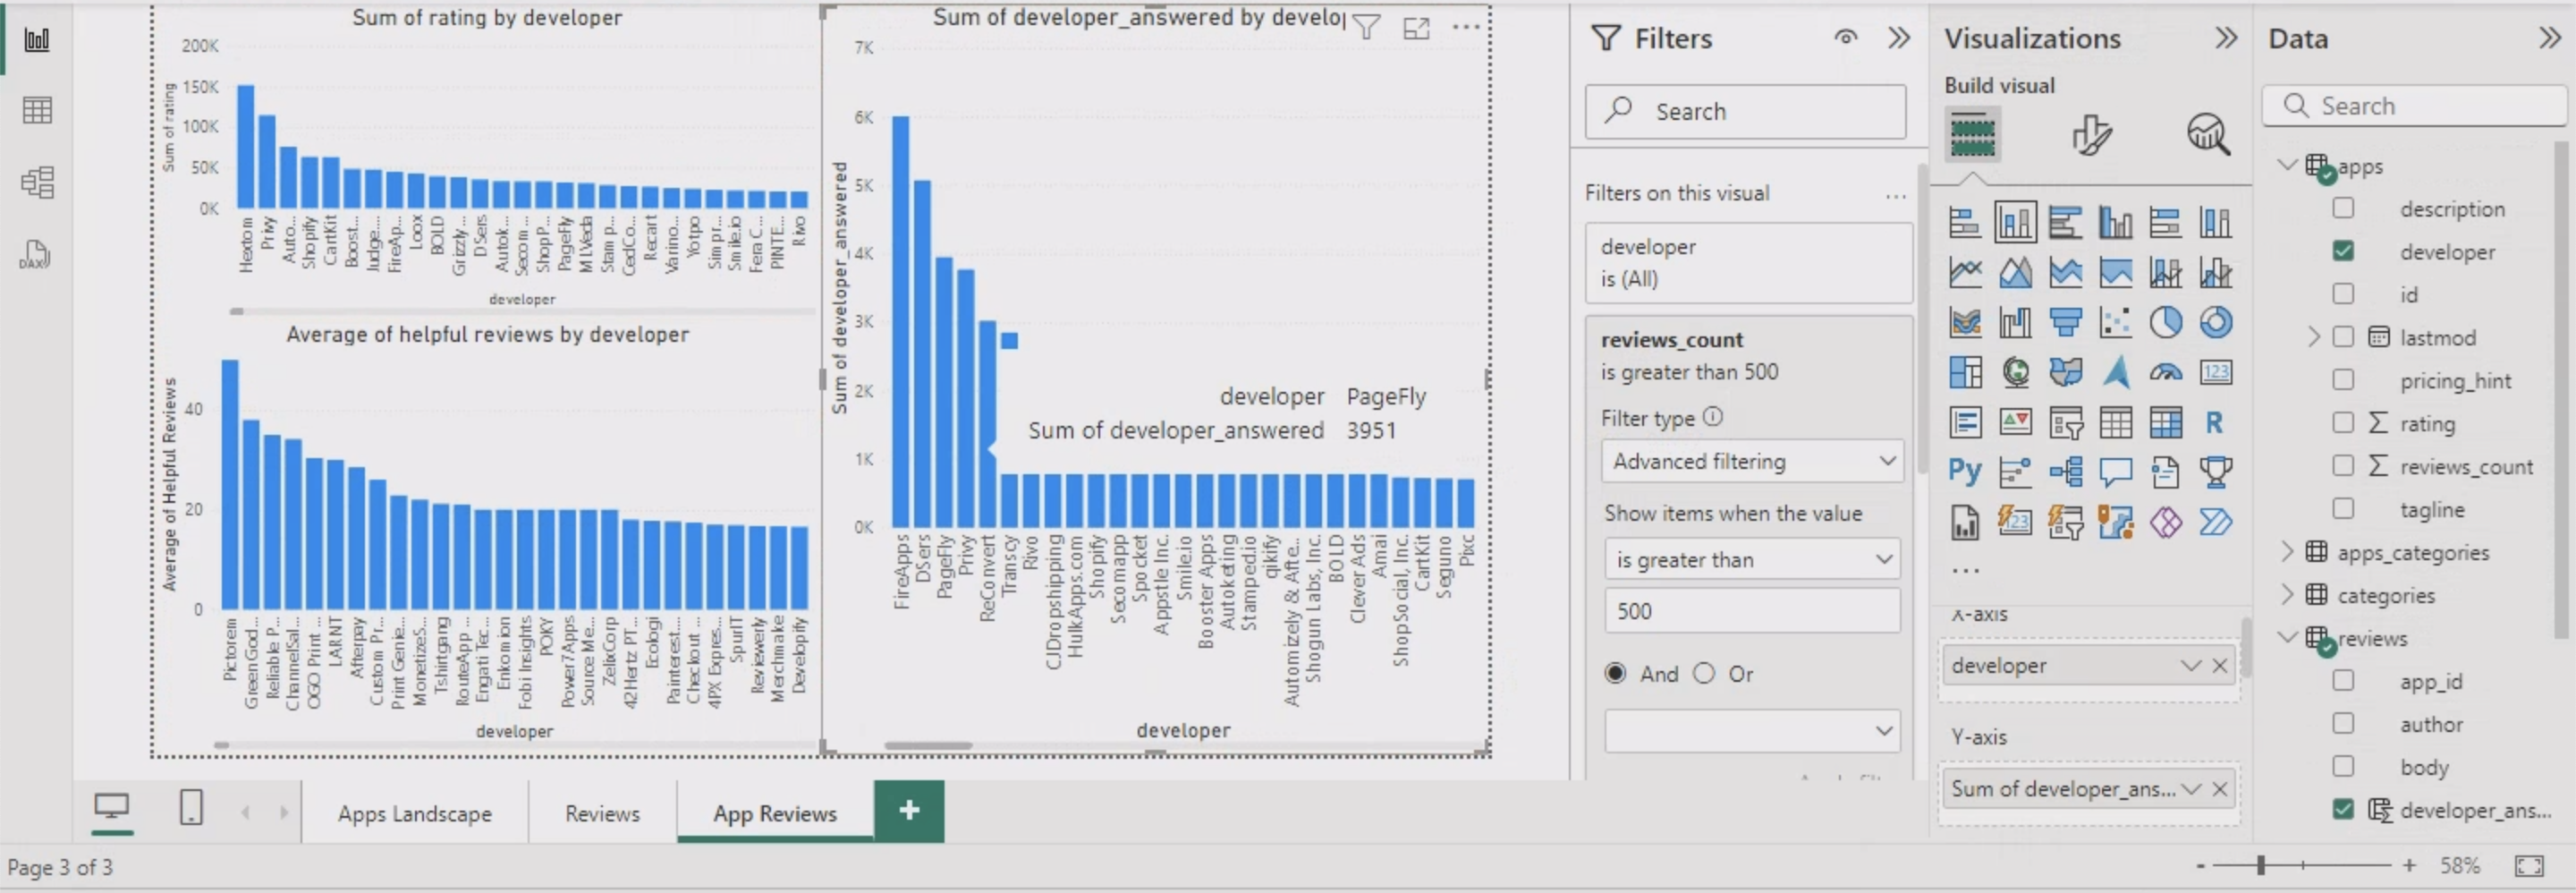 Sum of rating by developer
200K
150K
100K
50K
0K
Sum of rating
Hextom
Privy
Auto...
Shopify
CartKit
Boost...
Judge...
FireAp...
Loox
BOLD
Grizzly...
DSers
Autok...
Secom...
ShopP...
PageFly
MLVeda
Stamp...
CedCo...
Recart
Varino...
Yotpo
Simpr...
Smile.io
Fera C...
PINTE...
Rivo
developer
Average of helpful reviews by developer
40
20
0
Average of Helpful Reviews
Pictorem
GreenGod...
Reliable P...
ChannelSal...
OGO Print ...
LARNT
Afterpay
Custom Pr...
Print Genie...
MonetizeS...
Tshirtgang
RouteApp ...
Engati Tec...
Enkomion
Fobi Insights
POKY
Power7Apps
Source Me...
ZelixCorp
42Hertz PT...
Ecologi
Painterest...
Checkout ...
4PX Expres...
SpurIT
Reviewerly
Merchmake
Developify
developer
Sum of developer_answered by develo
7K
6K
5K
4K
3K
2K
1K
0K
Sum of developer_answered
developer PageFly
Sum of developer_answered 3951
FireApps
DSers
PageFly
Privy
ReConvert
Transcy
Rivo
CJDropshipping
HulkApps.com
Shopify
Secomapp
Spocket
Appstle Inc.
Smile.io
Booster Apps
Autoketing
Stamped.io
qikify
Automizely & Afte...
Shogun Labs, Inc.
BOLD
Clever Ads
Amai
ShopSocial, Inc.
CartKit
Seguno
Pixc
developer
Filters
Search
Filters on this visual
...
developer
is (All)
reviews_count
is greater than 500
Filter type
Advanced filtering
Show items when the value
is greater than
500
And
Or
Visualizations
Build visual
123
R
Py
123
...
X-axis
developer
Y-axis
Sum of developer_ans...
Data
Search
apps
description
developer
id
lastmod
pricing_hint
rating
reviews_count
tagline
apps_categories
categories
reviews
app_id
author
body
developer_ans...
DAX
Apps Landscape
Reviews
App Reviews
+
Page 3 of 3
- + 58%